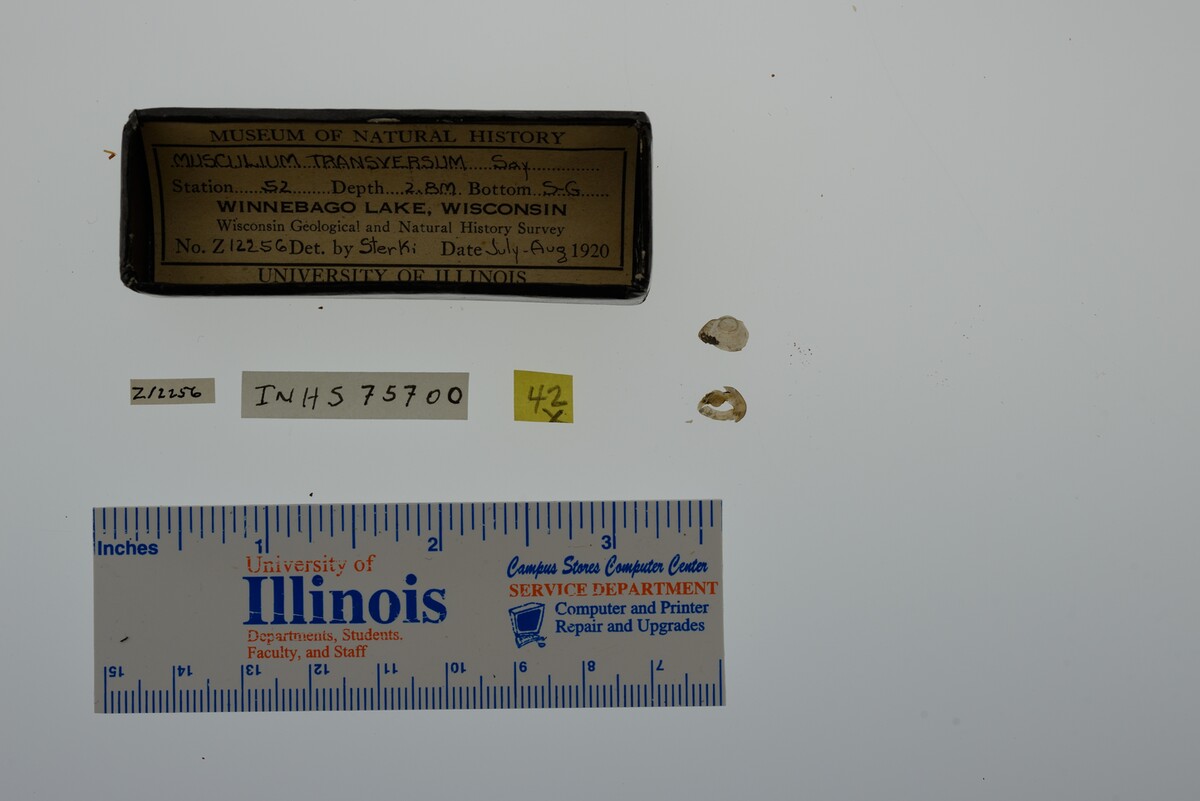 MUSEUM OF NATURAL HISTORY
MUSCULIUM TRANSVERSUM Say
Station 52 Depth 2.8M Bottom S-G
WINNEBAGO LAKE, WISCONSIN
Wisconsin Geological and Natural History Survey
No. Z12256 Det. by Sterki Date July-Aug 1920
UNIVERSITY OF ILLINOIS
Z12256
INHS 75700
42
X
Inches 1 2 3
University of
Illinois
Departments, Students,
Faculty, and Staff
Campus Stores Computer Center
SERVICE DEPARTMENT
Computer and Printer
Repair and Upgrades
15 14 13 12 11 10 9 8 7